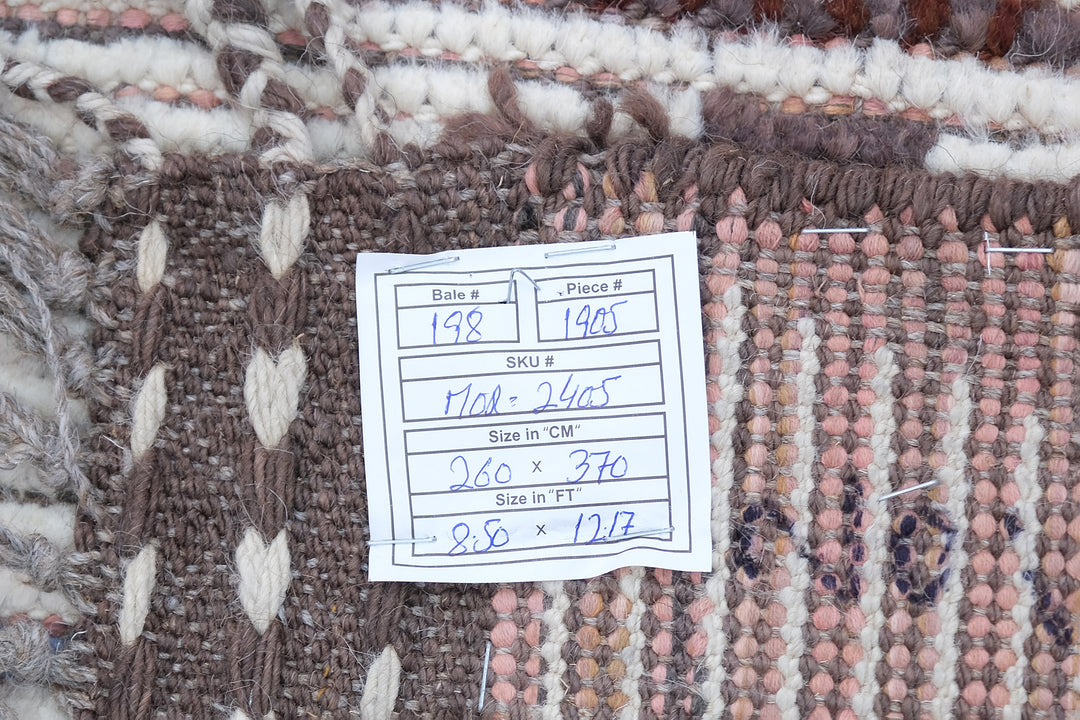 Bale # Piece #
198 1905
SKU #
MOR= 2405
Size in "CM"
260 x 370
Size in "FT"
8.50 x 12.17